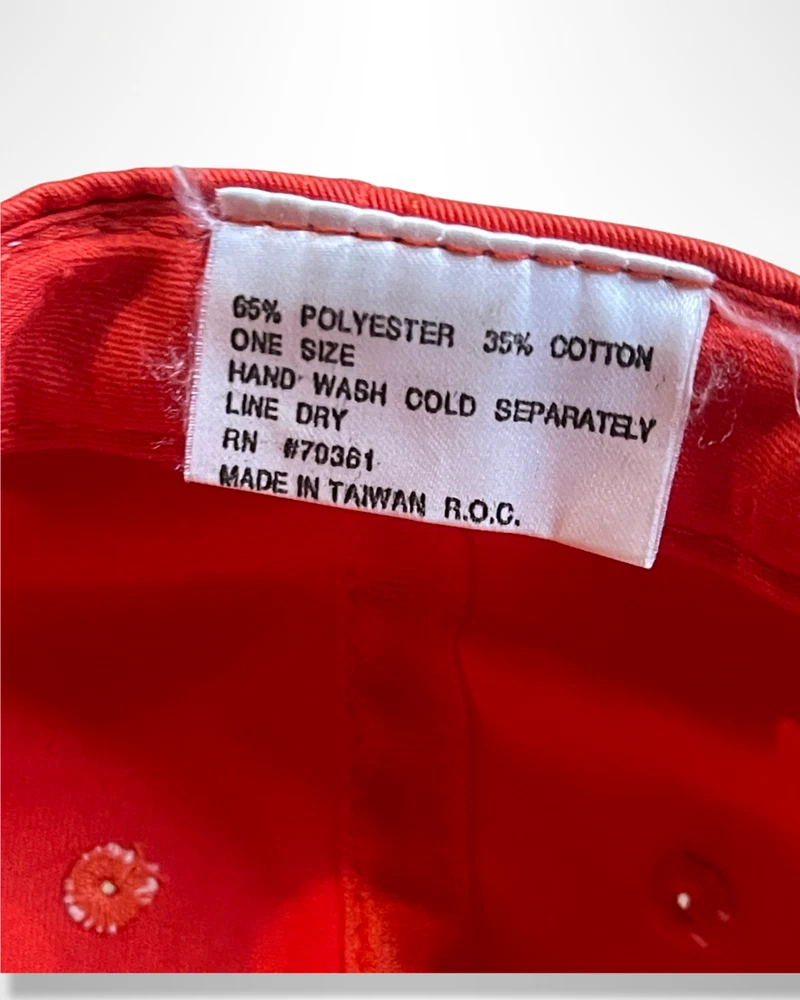 65% POLYESTER 35% COTTON
ONE SIZE
HAND WASH COLD SEPARATELY
LINE DRY
RN #70361
MADE IN TAIWAN R.O.C.